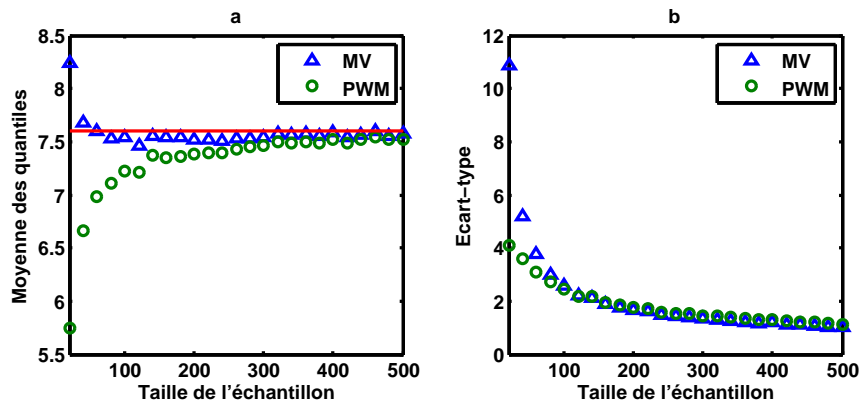 a
8.5
8
7.5
7
6.5
6
5.5
Moyenne des quantiles
MV
PWM
100
200
300
400
500
Taille de l'échantillon
b
12
10
8
6
4
2
0
Ecart−type
MV
PWM
100
200
300
400
500
Taille de l'échantillon